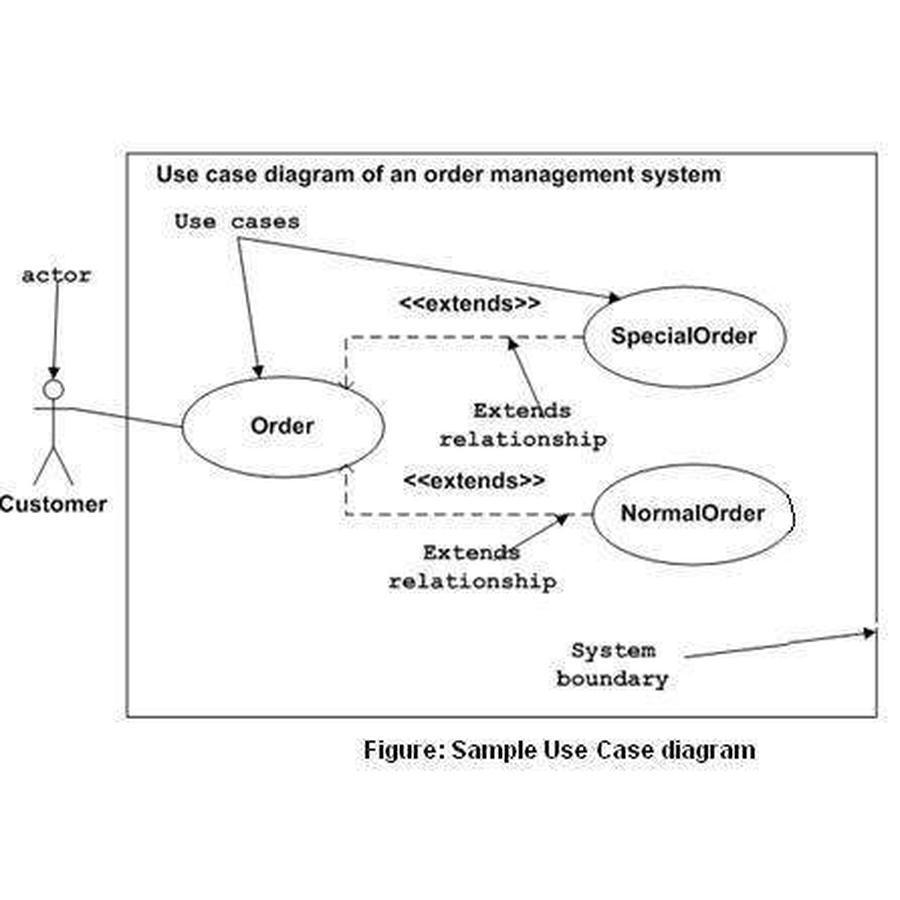 Use case diagram of an order management system
Use cases
actor
<<extends>>
SpecialOrder
Extends
relationship
Order
Customer
<<extends>>
NormalOrder
Extends
relationship
System
boundary
Figure: Sample Use Case diagram